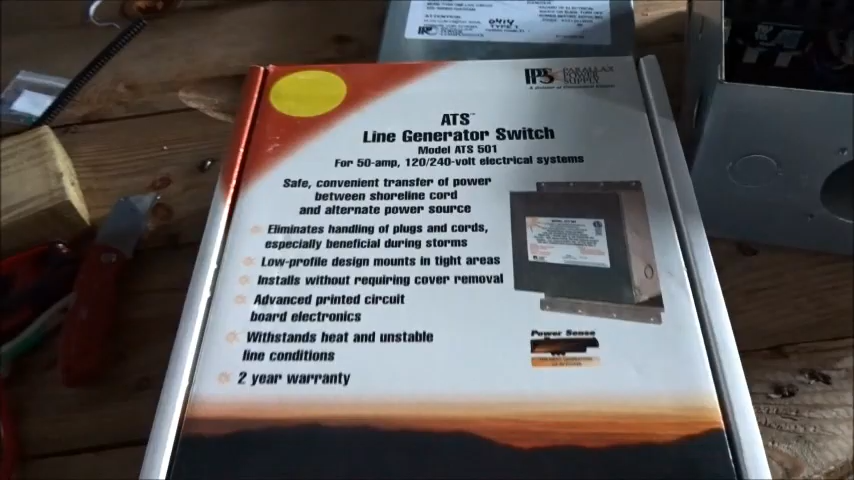 ATTENTION
PARALLAX
POWER
SUPPLY
ATS™
Line Generator Switch
Model ATS 501
For 50-amp, 120/240-volt electrical systems
Safe, convenient transfer of power
between shoreline cord
and alternate power source
Eliminates handling of plugs and cords,
especially beneficial during storms
Low-profile design mounts in tight areas
Installs without requiring cover removal
Advanced printed circuit
board electronics
Withstands heat and unstable
line conditions
2 year warranty
Power Sense